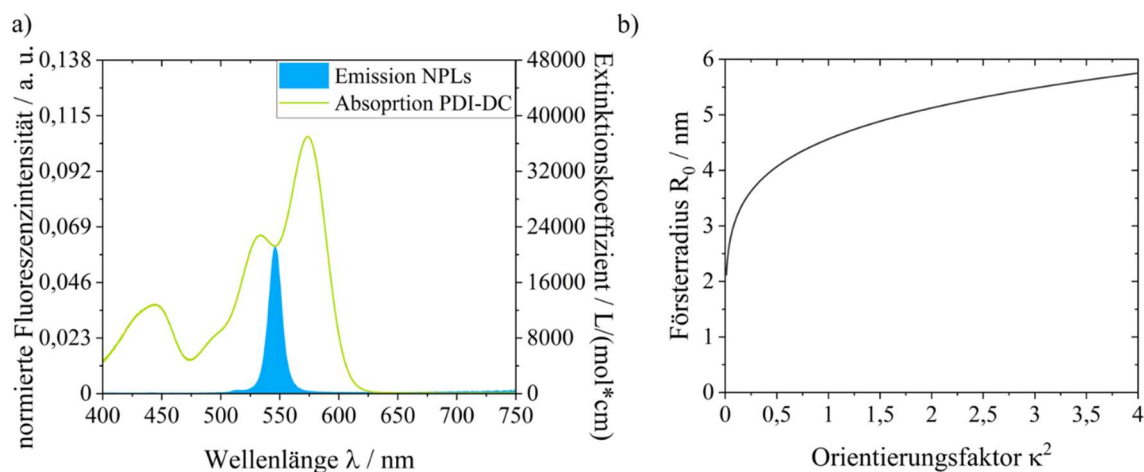 a)
normierte Fluoreszenzintensität / a. u.
0,138
0,115
0,092
0,069
0,046
0,023
0
Emission NPLs
Absoprtion PDI-DC
48000
42000
36000
30000
24000
16000
8000
0
Extinktionskoeffizient / L/(mol*cm)
400 450 500 550 600 650 700 750
Wellenlänge λ / nm
b)
Försterradius R0 / nm
6
5
4
3
2
1
0
0 0,5 1 1,5 2 2,5 3 3,5 4
Orientierungsfaktor κ²